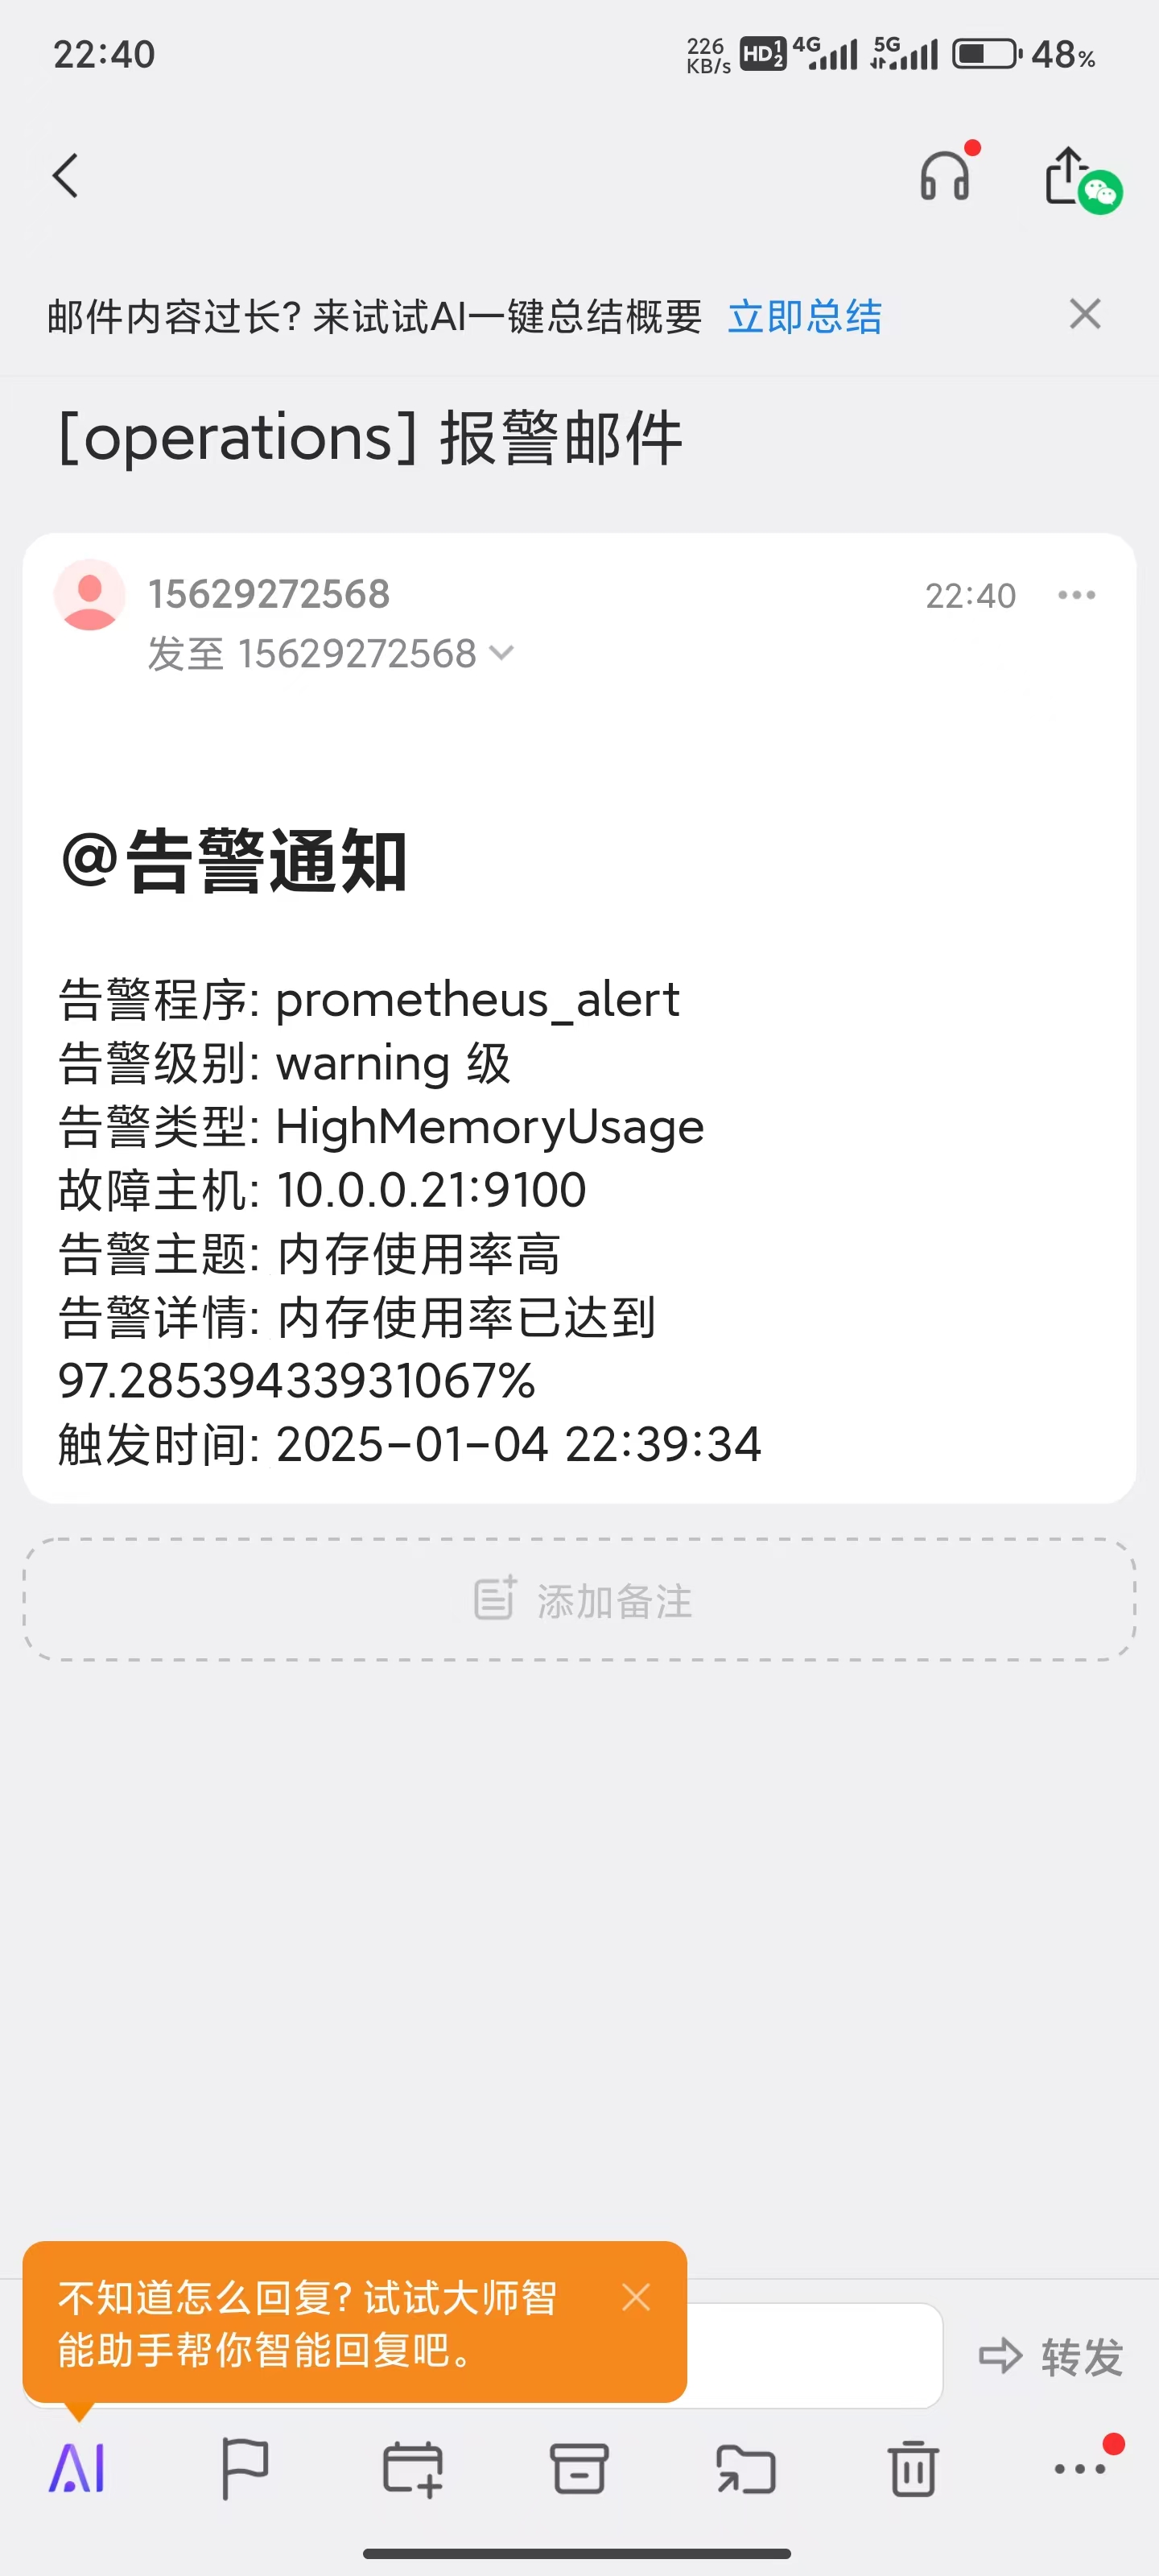 22:40
226 KB/s HD 1 2 4G 5G 48%
邮件内容过长? 来试试AI一键总结概要 立即总结
[operations] 报警邮件
15629272568 22:40
发至 15629272568
@告警通知
告警程序: prometheus_alert
告警级别: warning 级
告警类型: HighMemoryUsage
故障主机: 10.0.0.21:9100
告警主题: 内存使用率高
告警详情: 内存使用率已达到
97.28539433931067%
触发时间: 2025-01-04 22:39:34
添加备注
不知道怎么回复? 试试大师智
能助手帮你智能回复吧。
转发
AI